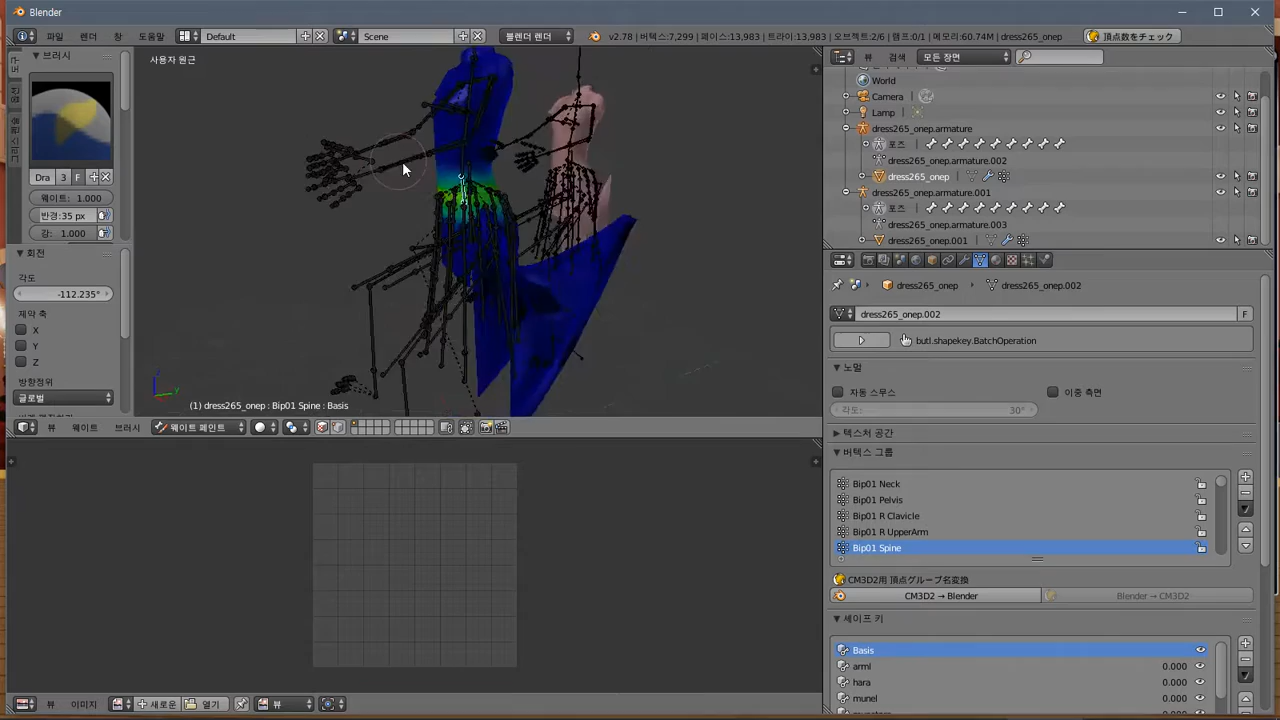 Blender
파일 렌더 창 도움말 Default Scene 블렌더 렌더 v2.78 | 버텍스:7,299 | 페이스:13,983 | 트라이:13,983 | 오브젝트:2/6 | 램프:0/1 | 메모리:60.74M | dress265_onep 頂点数をチェック
브러시
Dra 3 F
웨이트: 1.000
반경:35 px
강: 1.000
회전
각도
-112.235°
제약 축
X
Y
Z
방향정위
글로벌
사용자 원근
(1) dress265_onep : Bip01 Spine : Basis
뷰 웨이트 브러시 웨이트 페인트
뷰 이미지 새로운 열기 뷰
뷰 검색 모든 장면
World
Camera
Lamp
dress265_onep.armature
포즈
dress265_onep.armature.002
dress265_onep
dress265_onep.armature.001
포즈
dress265_onep.armature.003
dress265_onep.001
dress265_onep dress265_onep.002
dress265_onep.002 F
butl.shapekey.BatchOperation
노말
자동 스무스 이중 측면
각도: 30°
텍스처 공간
버텍스 그룹
Bip01 Neck
Bip01 Pelvis
Bip01 R Clavicle
Bip01 R UpperArm
Bip01 Spine
CM3D2用 頂点グループ名変換
CM3D2 → Blender Blender → CM3D2
셰이프 키
Basis
arml 0.000
hara 0.000
munel 0.000